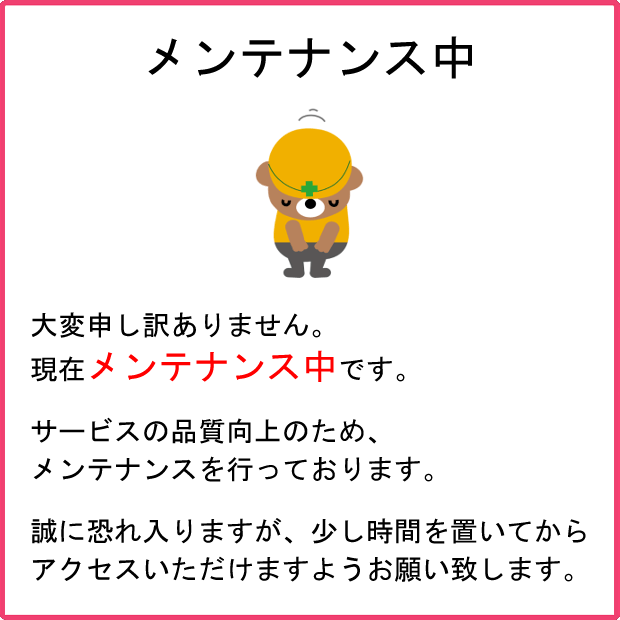 メンテナンス中
大変申し訳ありません。
現在メンテナンス中です。
サービスの品質向上のため、
メンテナンスを行っております。
誠に恐れ入りますが、少し時間を置いてから
アクセスいただけますようお願い致します。